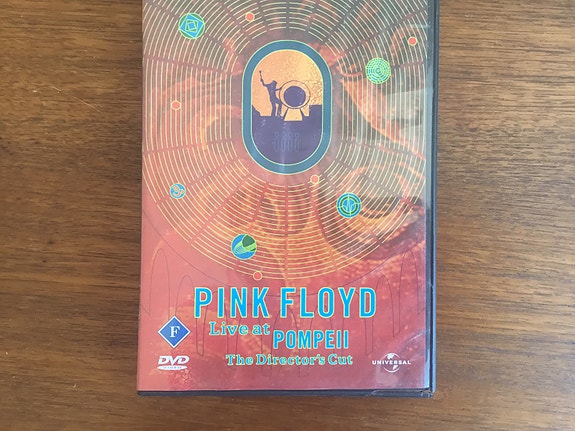 PINK FLOYD
Live at POMPEII
The Director's Cut
F
DVD
UNIVERSAL